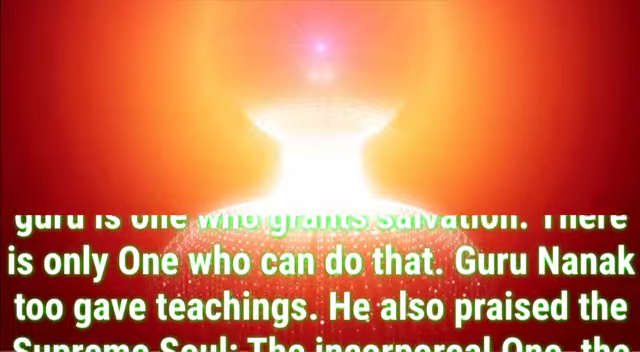 guru is one who grants salvation. There
is only One who can do that. Guru Nanak
too gave teachings. He also praised the
Supreme Soul: The incorporeal One, the